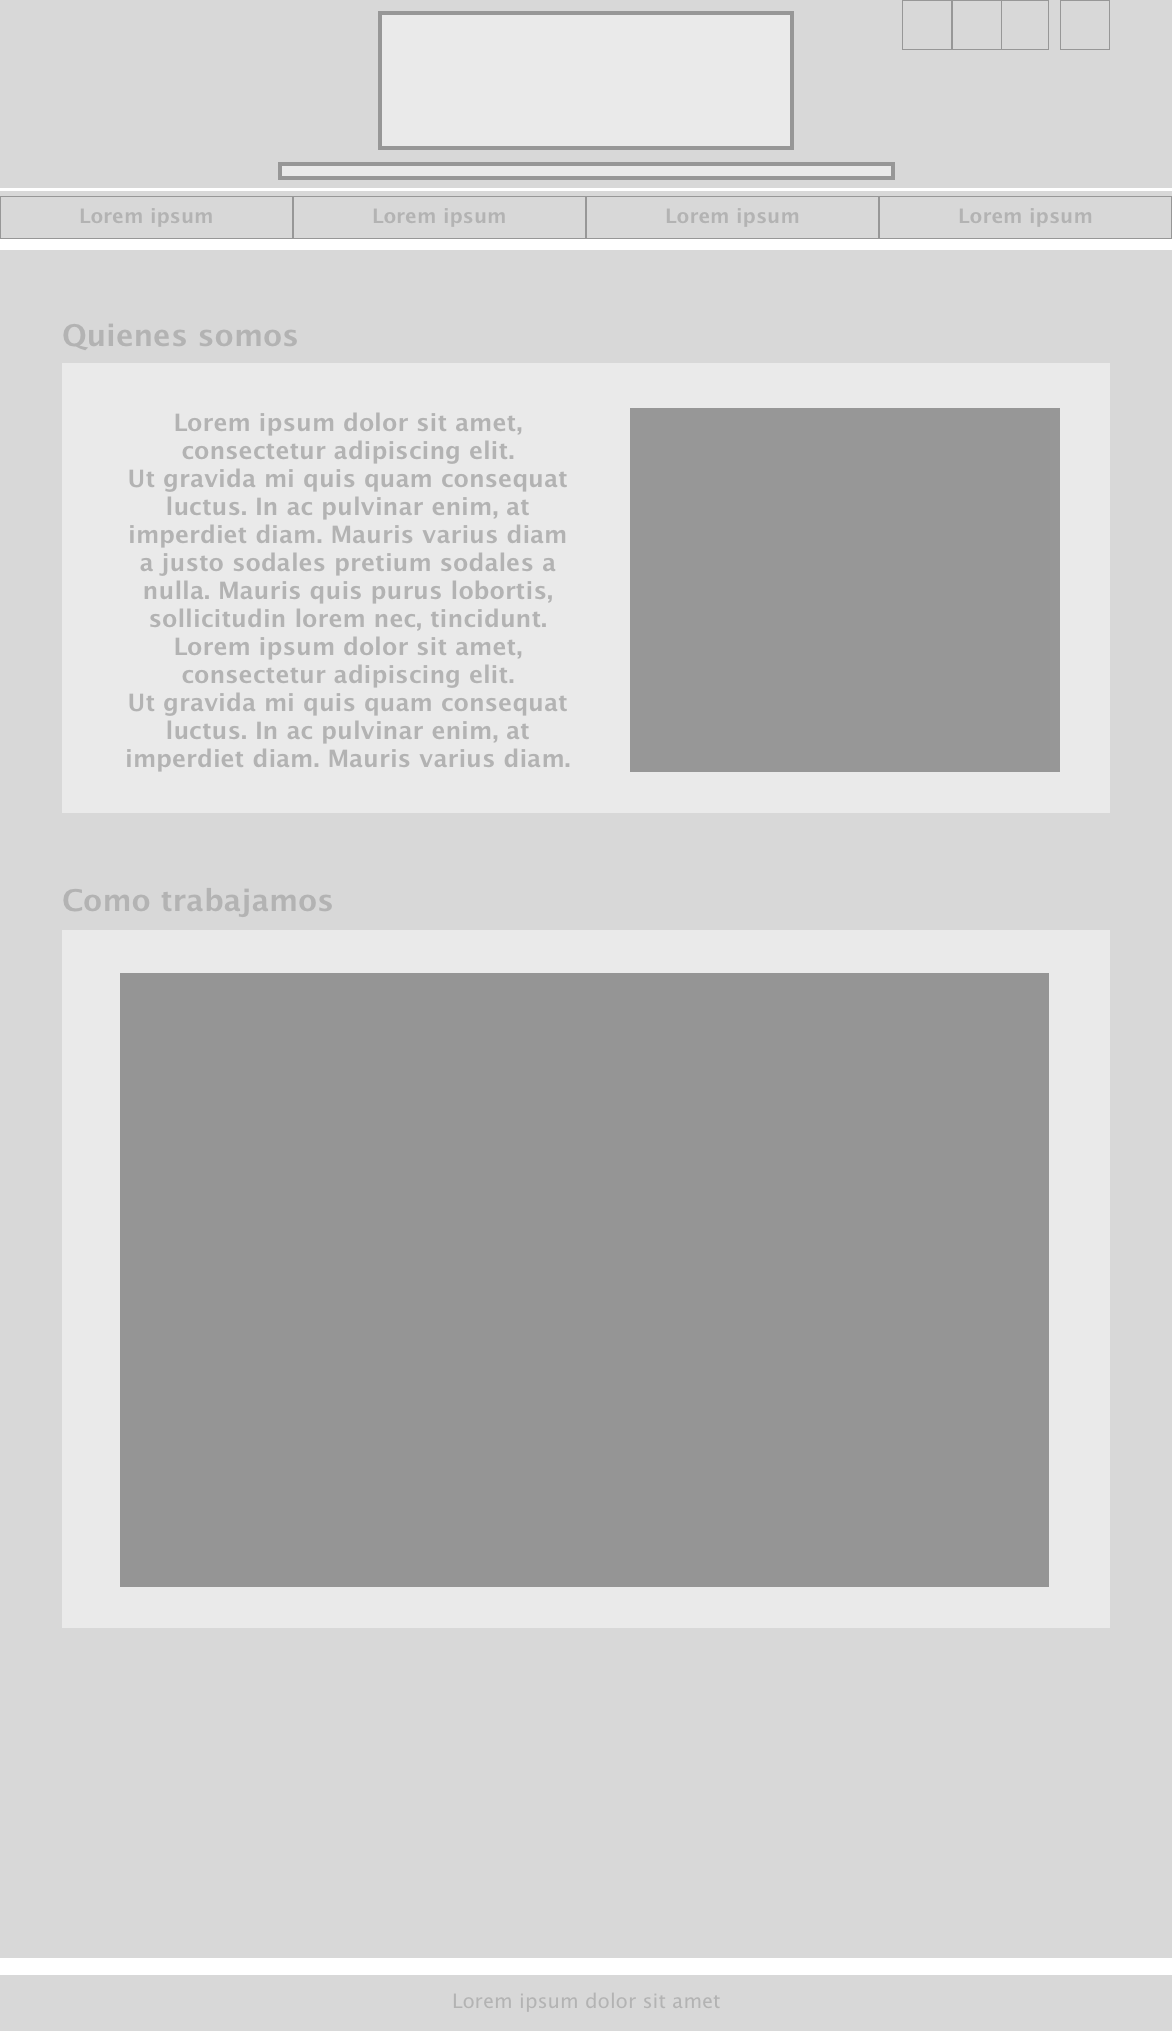 Lorem ipsum
Lorem ipsum
Lorem ipsum
Lorem ipsum
Quienes somos
Lorem ipsum dolor sit amet,
consectetur adipiscing elit.
Ut gravida mi quis quam consequat
luctus. In ac pulvinar enim, at
imperdiet diam. Mauris varius diam
a justo sodales pretium sodales a
nulla. Mauris quis purus lobortis,
sollicitudin lorem nec, tincidunt.
Lorem ipsum dolor sit amet,
consectetur adipiscing elit.
Ut gravida mi quis quam consequat
luctus. In ac pulvinar enim, at
imperdiet diam. Mauris varius diam.
Como trabajamos
Lorem ipsum dolor sit amet